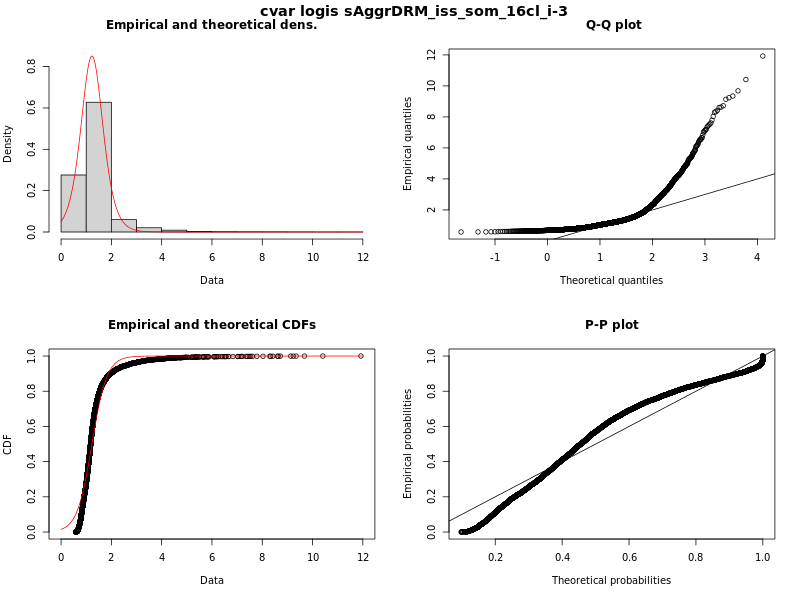 cvar logis sAggrDRM_iss_som_16cl_i-3
Empirical and theoretical dens.
Density
0.0 0.2 0.4 0.6 0.8
0 2 4 6 8 10 12
Data
Q-Q plot
Empirical quantiles
2 4 6 8 10 12
-1 0 1 2 3 4
Theoretical quantiles
Empirical and theoretical CDFs
CDF
0.0 0.2 0.4 0.6 0.8 1.0
0 2 4 6 8 10 12
Data
P-P plot
Empirical probabilities
0.0 0.2 0.4 0.6 0.8 1.0
0.2 0.4 0.6 0.8 1.0
Theoretical probabilities